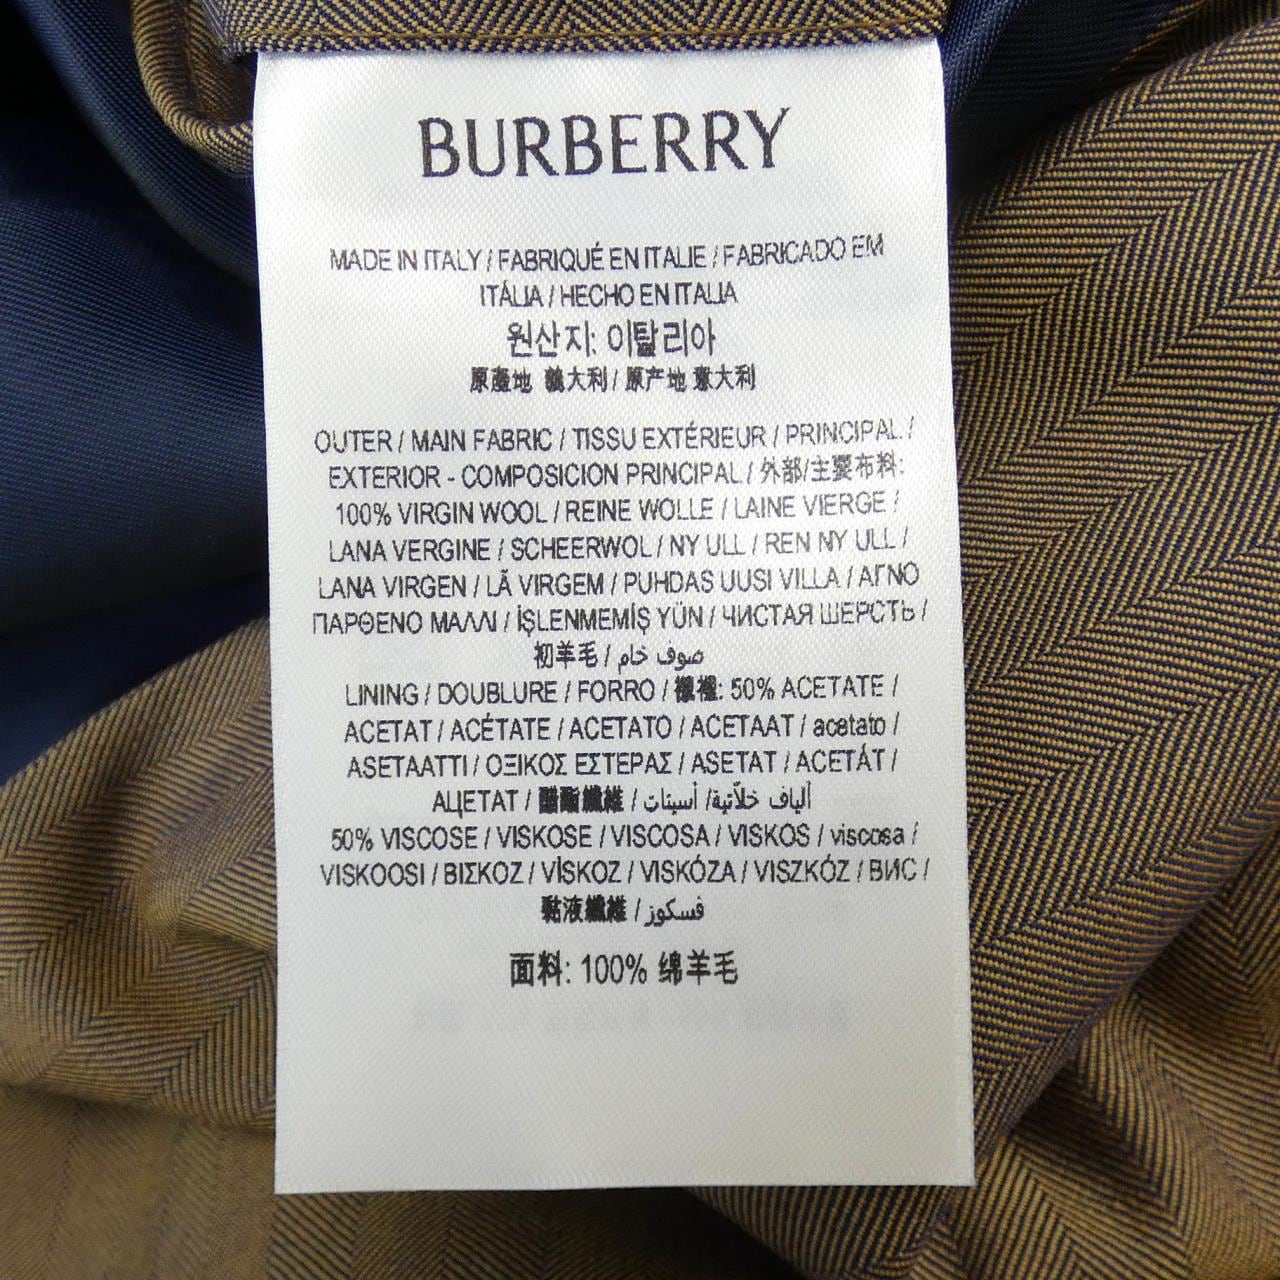 BURBERRY
MADE IN ITALY / FABRIQUÉ EN ITALIE / FABRICADO EM
ITÁLIA / HECHO EN ITALIA
원산지: 이탈리아
原產地 義大利 / 原产地 意大利
OUTER / MAIN FABRIC / TISSU EXTÉRIEUR / PRINCIPAL /
EXTERIOR - COMPOSICION PRINCIPAL / 外部/主要布料:
100% VIRGIN WOOL / REINE WOLLE / LAINE VIERGE /
LANA VERGINE / SCHEERWOL / NY ULL / REN NY ULL /
LANA VIRGEN / LÃ VIRGEM / PUHDAS UUSI VILLA / ΑΓΝΟ
ΠΑΡΘΕΝΟ ΜΑΛΛΙ / İŞLENMEMİŞ YÜN / ЧИСТАЯ ШЕРСТЬ /
初羊毛 / صوف خام
LINING / DOUBLURE / FORRO / 襯裡: 50% ACETATE /
ACETAT / ACÉTATE / ACETATO / ACETAAT / acetato /
ASETAATTI / ΟΞΙΚΟΣ ΕΣΤΕΡΑΣ / ASETAT / ACETÁT /
АЦЕТАТ / 醋酯纖維 / ألياف خلاّتية/ أسيتات
50% VISCOSE / VISKOSE / VISCOSA / VISKOS / viscosa /
VISKOOSI / ΒΙΣΚΟΖ / VİSKOZ / VISKÓZA / VISZKÓZ / ВИС /
黏液纖維 / فسكوز
面料: 100% 绵羊毛